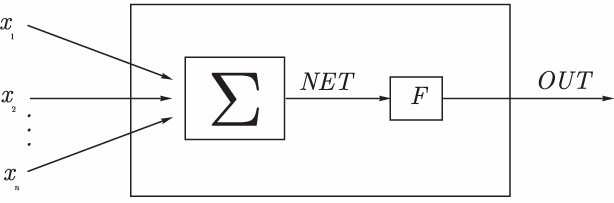 x₁
x₂
⋮
xₙ
Σ
NET
F
OUT